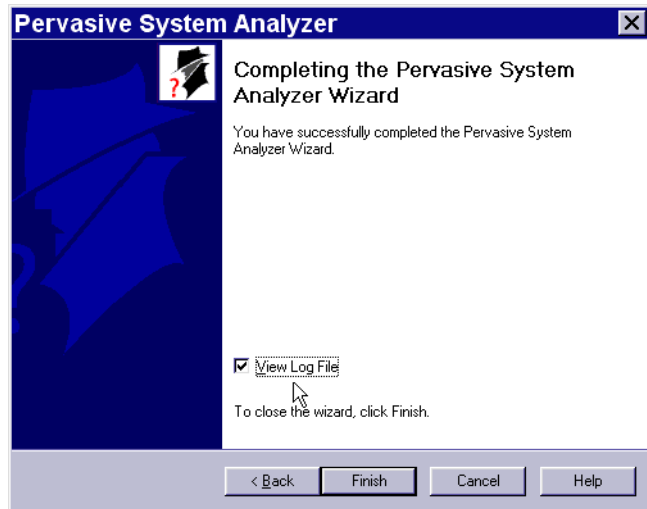 Pervasive System Analyzer
?
Completing the Pervasive System
Analyzer Wizard
You have successfully completed the Pervasive System
Analyzer Wizard.
View Log File
To close the wizard, click Finish.
< Back Finish Cancel Help